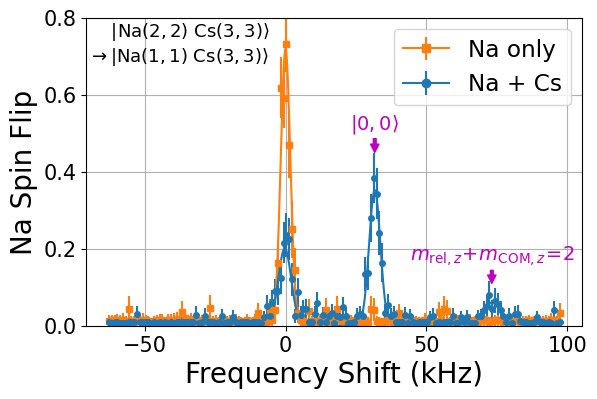 |Na(2, 2) Cs(3, 3)⟩
→|Na(1, 1) Cs(3, 3)⟩
Na only
Na + Cs
|0, 0⟩
m_rel, z+m_COM, z=2
0.8
0.6
0.4
0.2
0.0
Na Spin Flip
−50
0
50
100
Frequency Shift (kHz)